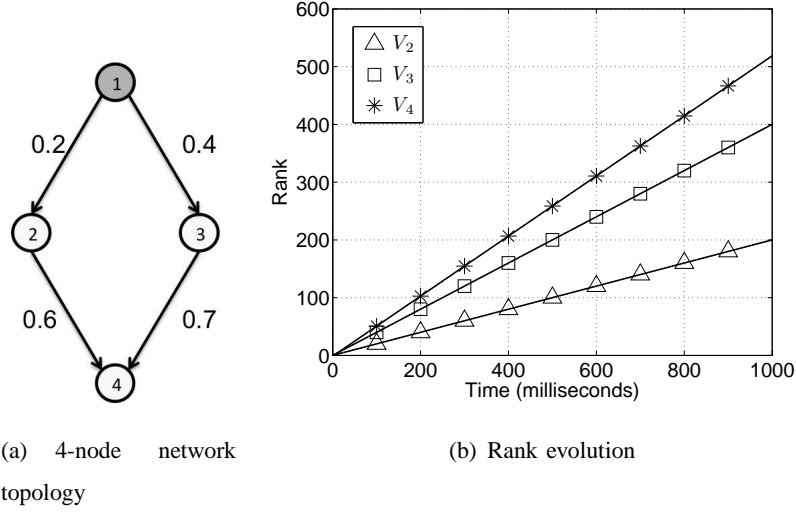 1
0.2
0.4
2
3
0.6
0.7
4
(a) 4-node network
topology
600
500
400
300
200
100
0
Rank
V₂
V₃
V₄
0 200 400 600 800 1000
Time (milliseconds)
(b) Rank evolution